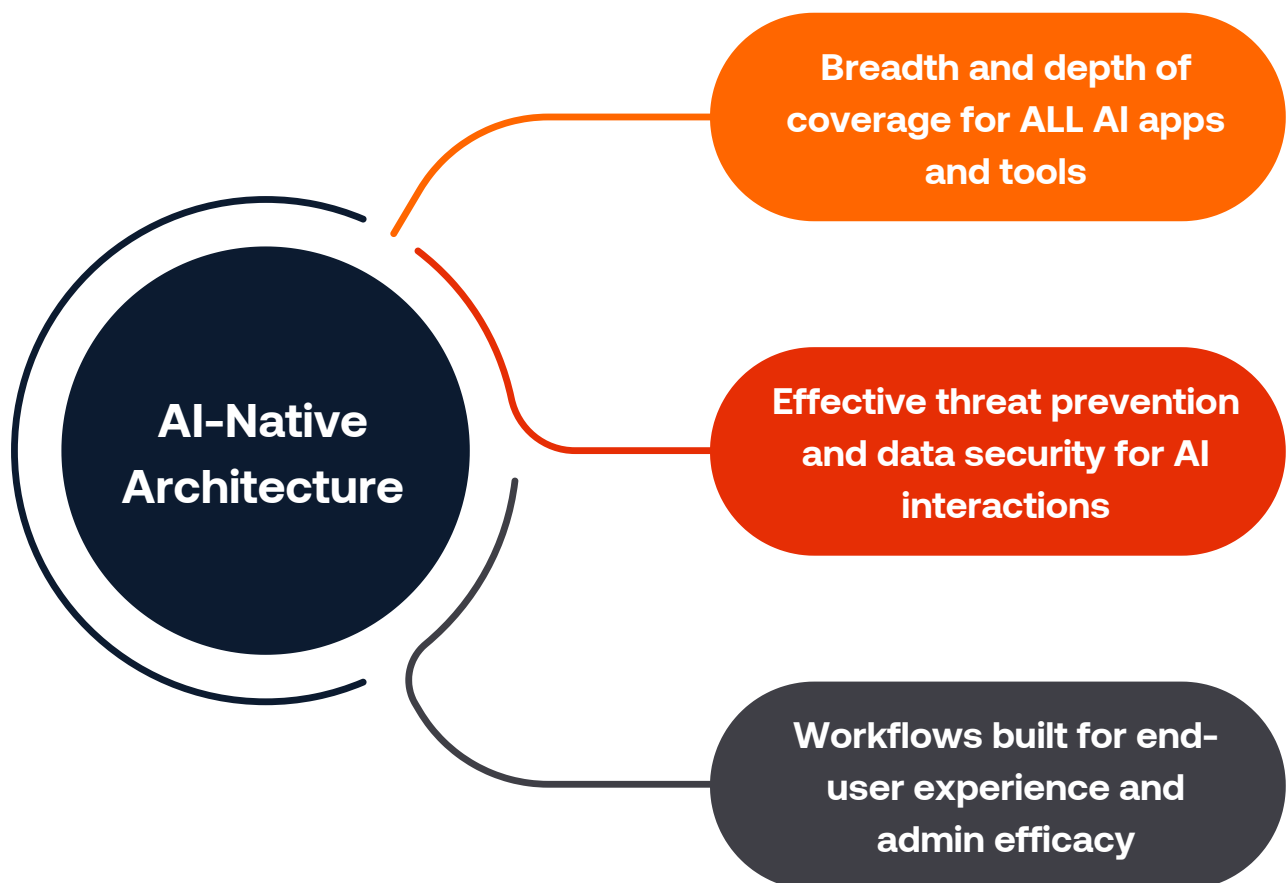 Breadth and depth of
coverage for ALL AI apps
and tools
AI-Native
Architecture
Effective threat prevention
and data security for AI
interactions
Workflows built for end-
user experience and
admin efficacy